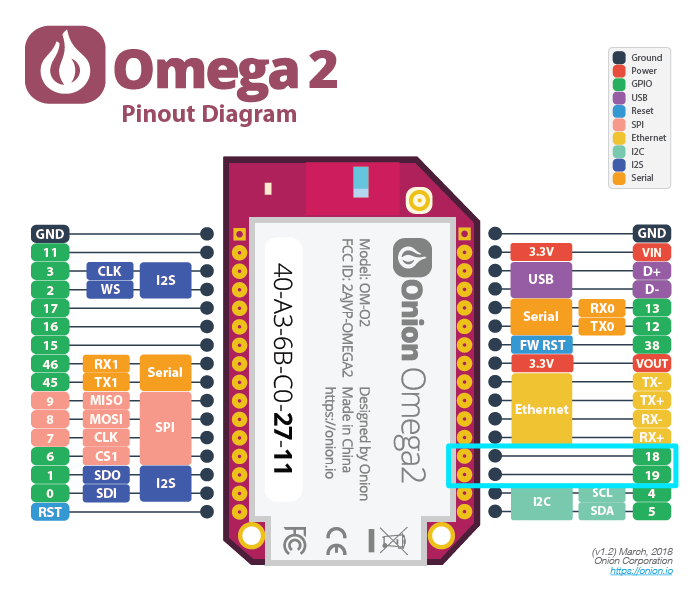 Omega 2
Pinout Diagram
Ground
Power
GPIO
USB
Reset
SPI
Ethernet
I2C
I2S
Serial
GND
11
3 CLK I2S
2 WS
17
16
15
46 RX1 Serial
45 TX1
9 MISO SPI
8 MOSI
7 CLK
6 CS1
1 SDO I2S
0 SDI
RST
40-A3-6B-C0-27-11
Model: OM-O2
FCC ID: 2AJVP-OMEGA2
Designed by Onion
Made in China
https://onion.io
Onion Omega2
FC
CE
GND
3.3V VIN
USB D+
D-
Serial RX0 13
TX0 12
FW RST 38
3.3V VOUT
Ethernet TX-
TX+
RX-
RX+
18
19
I2C SCL 4
SDA 5
(v1.2) March, 2018
Onion Corporation
https://onion.io